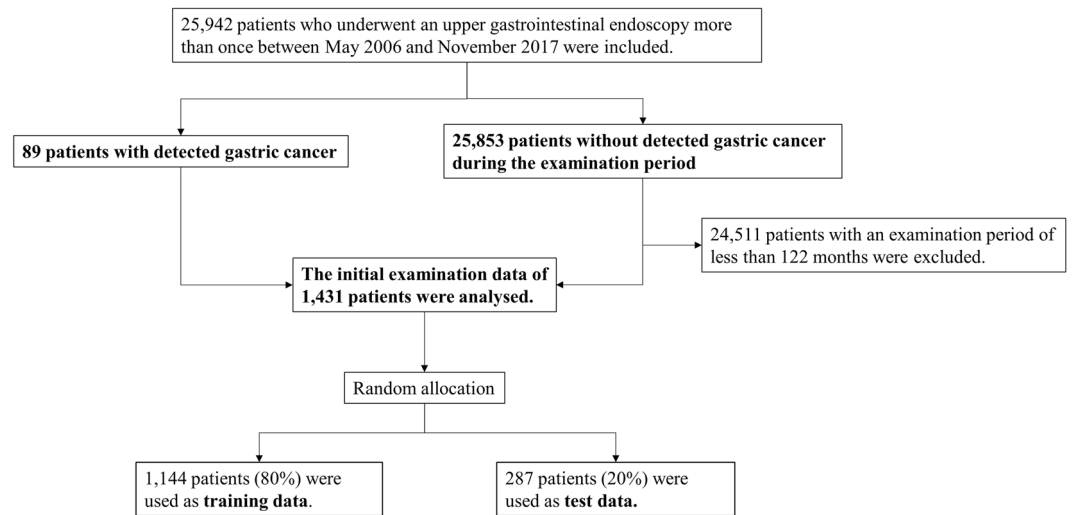 25,942 patients who underwent an upper gastrointestinal endoscopy more
than once between May 2006 and November 2017 were included.
89 patients with detected gastric cancer
25,853 patients without detected gastric cancer
during the examination period
24,511 patients with an examination period of
less than 122 months were excluded.
The initial examination data of
1,431 patients were analysed.
Random allocation
1,144 patients (80%) were
used as training data.
287 patients (20%) were
used as test data.